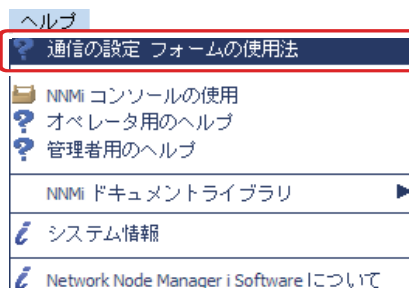 ヘルプ
通信の設定 フォームの使用法
NNMi コンソールの使用
オペレータ用のヘルプ
管理者用のヘルプ
NNMi ドキュメントライブラリ
システム情報
Network Node Manager i Software について